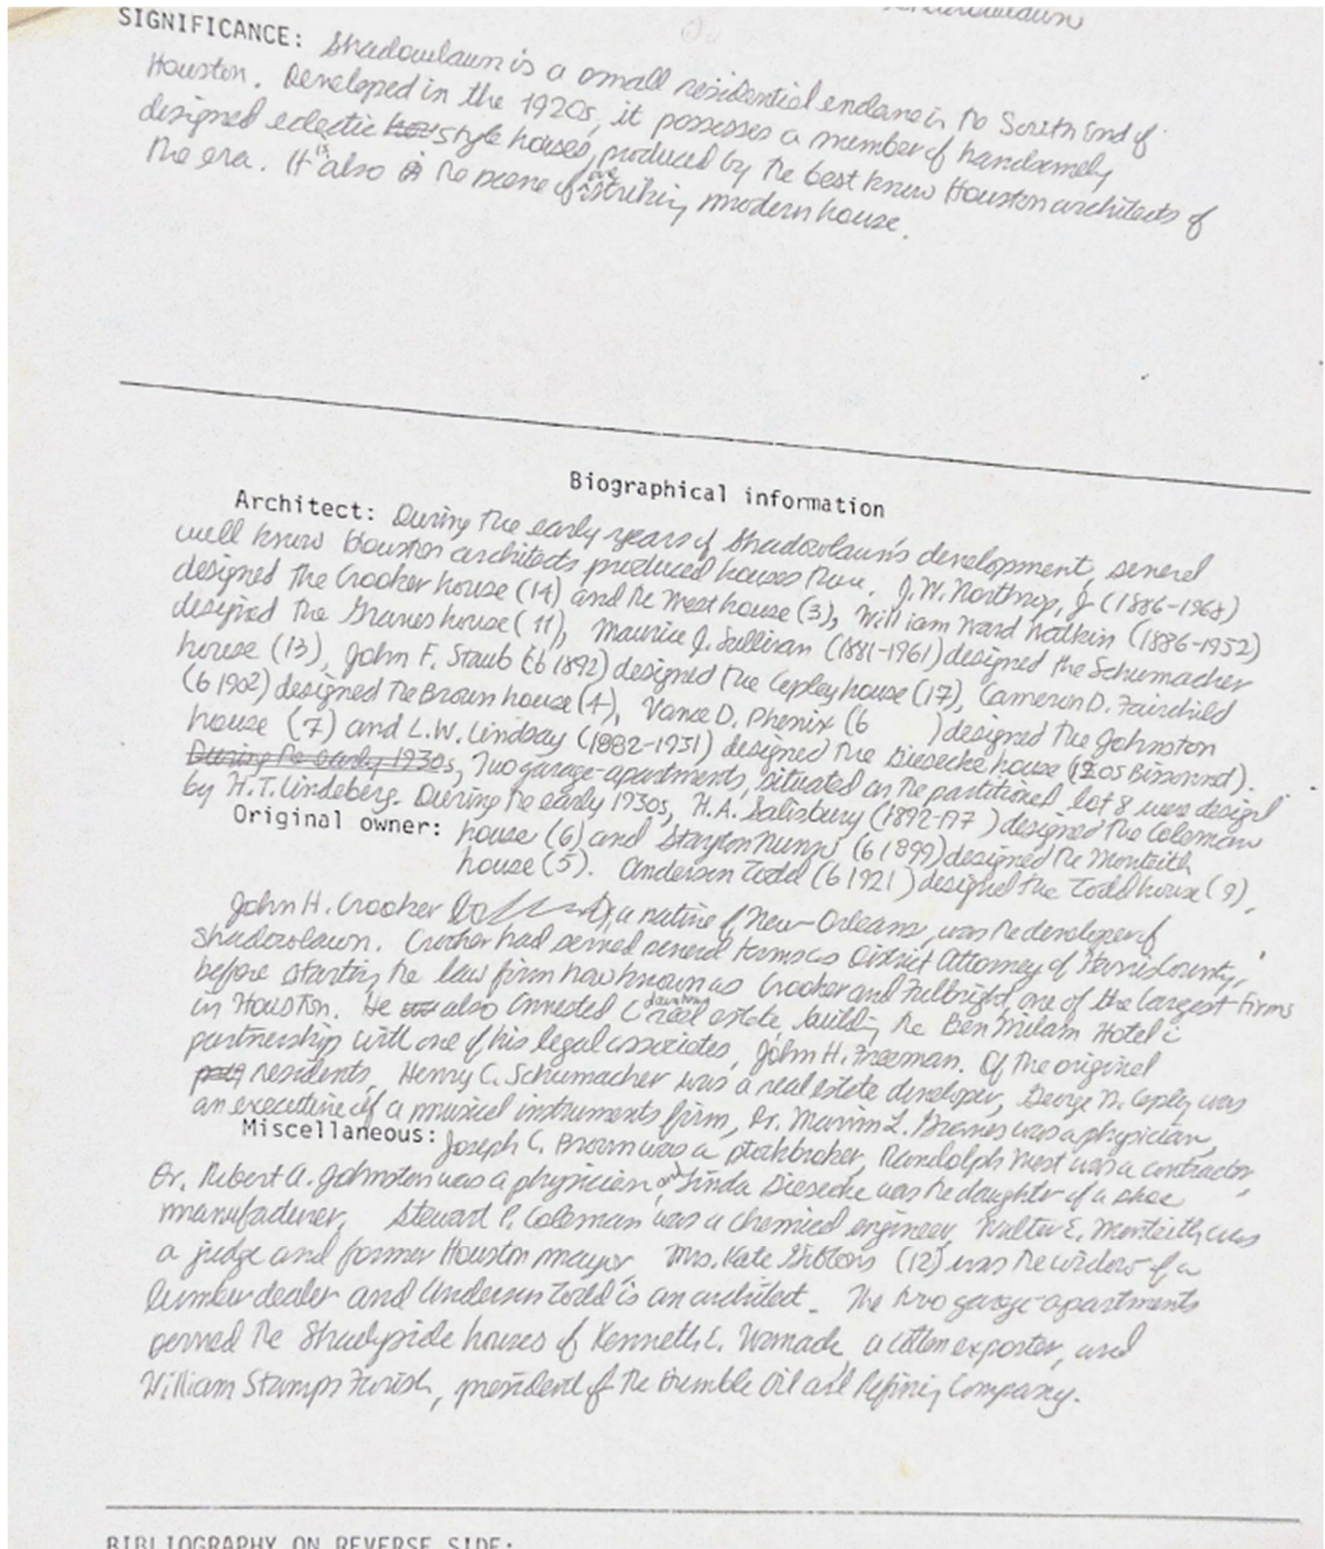 Shadowlawn
SIGNIFICANCE: Shadowlawn is a small residential enclave in the South End of
Houston. Developed in the 1920s, it possesses a number of handsomely
designed eclectic style houses, produced by the best know Houston architects of
the era. It is also the scene of one striking modern house.
Biographical information
Architect: During the early years of Shadowlawn's development, several
well know Houston architects produced houses there. J.W. Northrop, Jr (1886-1968)
designed the Crooker house (14) and the West house (3), William Ward Watkin (1886-1952)
designed the Graves house (11), Maurice J. Sullivan (1881-1961) designed the Schumacher
house (13), John F. Staub (b 1892) designed the Copley house (17), Cameron D. Fairchild
(b 1902) designed the Brown house (4), Vance D. Phenix (b ) designed the Johnston
house (7) and L.W. Lindsay (1882-1931) designed the Diesecke house (1205 Bissonnet).
During the early 1930s, Two garage-apartments, situated on the partitioned lot 8 were design
by H.T. Lindeberg. During the early 1930s, H.A. Salisbury (1892-197 ) designed the Coleman
Original owner: house (6) and Stayton Nunn (b 1899) designed the Monteith
house (5). Anderson Todd (b 1921) designed the Todd house (9).
John H. Crooker a native of New Orleans, was the developer of
Shadowlawn. Crooker had served several terms as District Attorney of Harris County,
before starting the law firm now known as Crooker and Fulbright, one of the largest firms
in Houston. He also invested in downtown real estate, building the Ben Milam Hotel in
partnership with one of his legal associates, John H. Freeman. Of the original
residents, Henry C. Schumacher was a real estate developer, George N. Copley was
an executive of a musical instruments firm, Dr. Marvin L. Graves was a physician,
Miscellaneous: Joseph C. Brown was a stockbroker, Randolph West was a contractor,
Dr. Robert A. Johnston was a physician and Linda Diesecke was the daughter of a shoe
manufacturer. Stewart P. Coleman was a chemical engineer, Walter E. Monteith was
a judge and former Houston mayor. Mrs. Kate Gibbons (12) was the widow of a
lumber dealer and Anderson Todd is an architect. The two garage-apartments
served the Shadyside houses of Kenneth E. Womack, a cotton exporter, and
William Stamps Farish, president of the Humble Oil and Refining Company.
BIBLIOGRAPHY ON REVERSE SIDE: